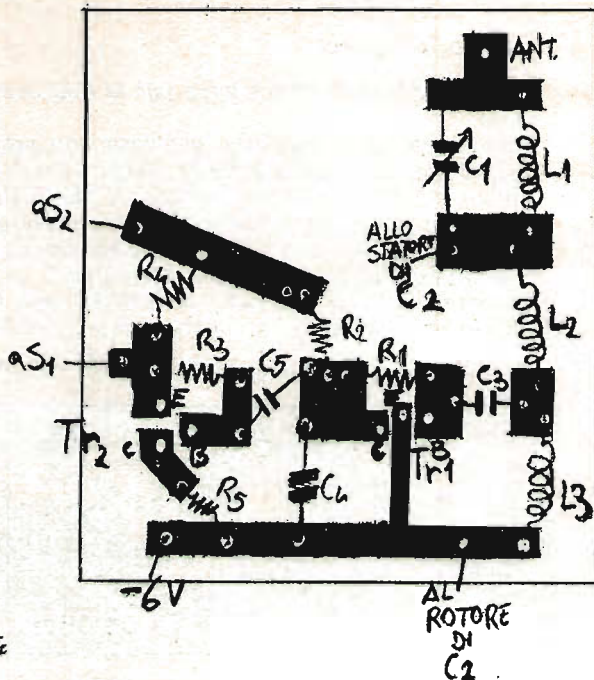 ANT.
C1
L1
aS2
ALLO
STATORE
DI
C2
R4
R2
L2
R3
C5
R1
C3
aS1
E
E
Tr2
C
B
C
B
Tr1
R5
C4
L3
-6V
AL
ROTORE
DI
C2